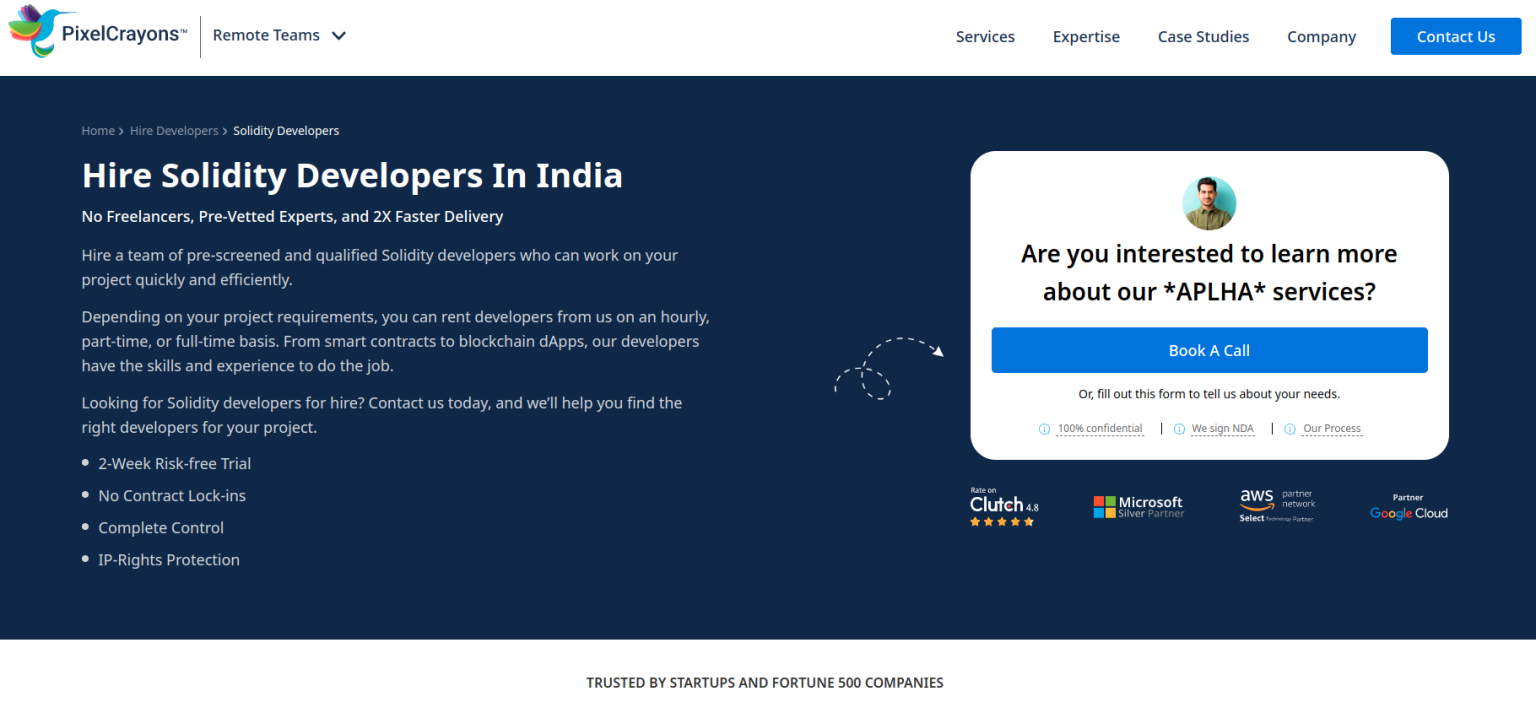 PixelCrayons™
Remote Teams
Services
Expertise
Case Studies
Company
Contact Us
Home > Hire Developers > Solidity Developers
Hire Solidity Developers In India
No Freelancers, Pre-Vetted Experts, and 2X Faster Delivery
Hire a team of pre-screened and qualified Solidity developers who can work on your
project quickly and efficiently.
Depending on your project requirements, you can rent developers from us on an hourly,
part-time, or full-time basis. From smart contracts to blockchain dApps, our developers
have the skills and experience to do the job.
Looking for Solidity developers for hire? Contact us today, and we’ll help you find the
right developers for your project.
• 2-Week Risk-free Trial
• No Contract Lock-ins
• Complete Control
• IP-Rights Protection
Are you interested to learn more
about our *APLHA* services?
Book A Call
Or, fill out this form to tell us about your needs.
100% confidential | We sign NDA | Our Process
Rate on
Clutch 4.8
Microsoft
Silver Partner
aws partner
network
Select Technology Partner
Partner
Google Cloud
TRUSTED BY STARTUPS AND FORTUNE 500 COMPANIES